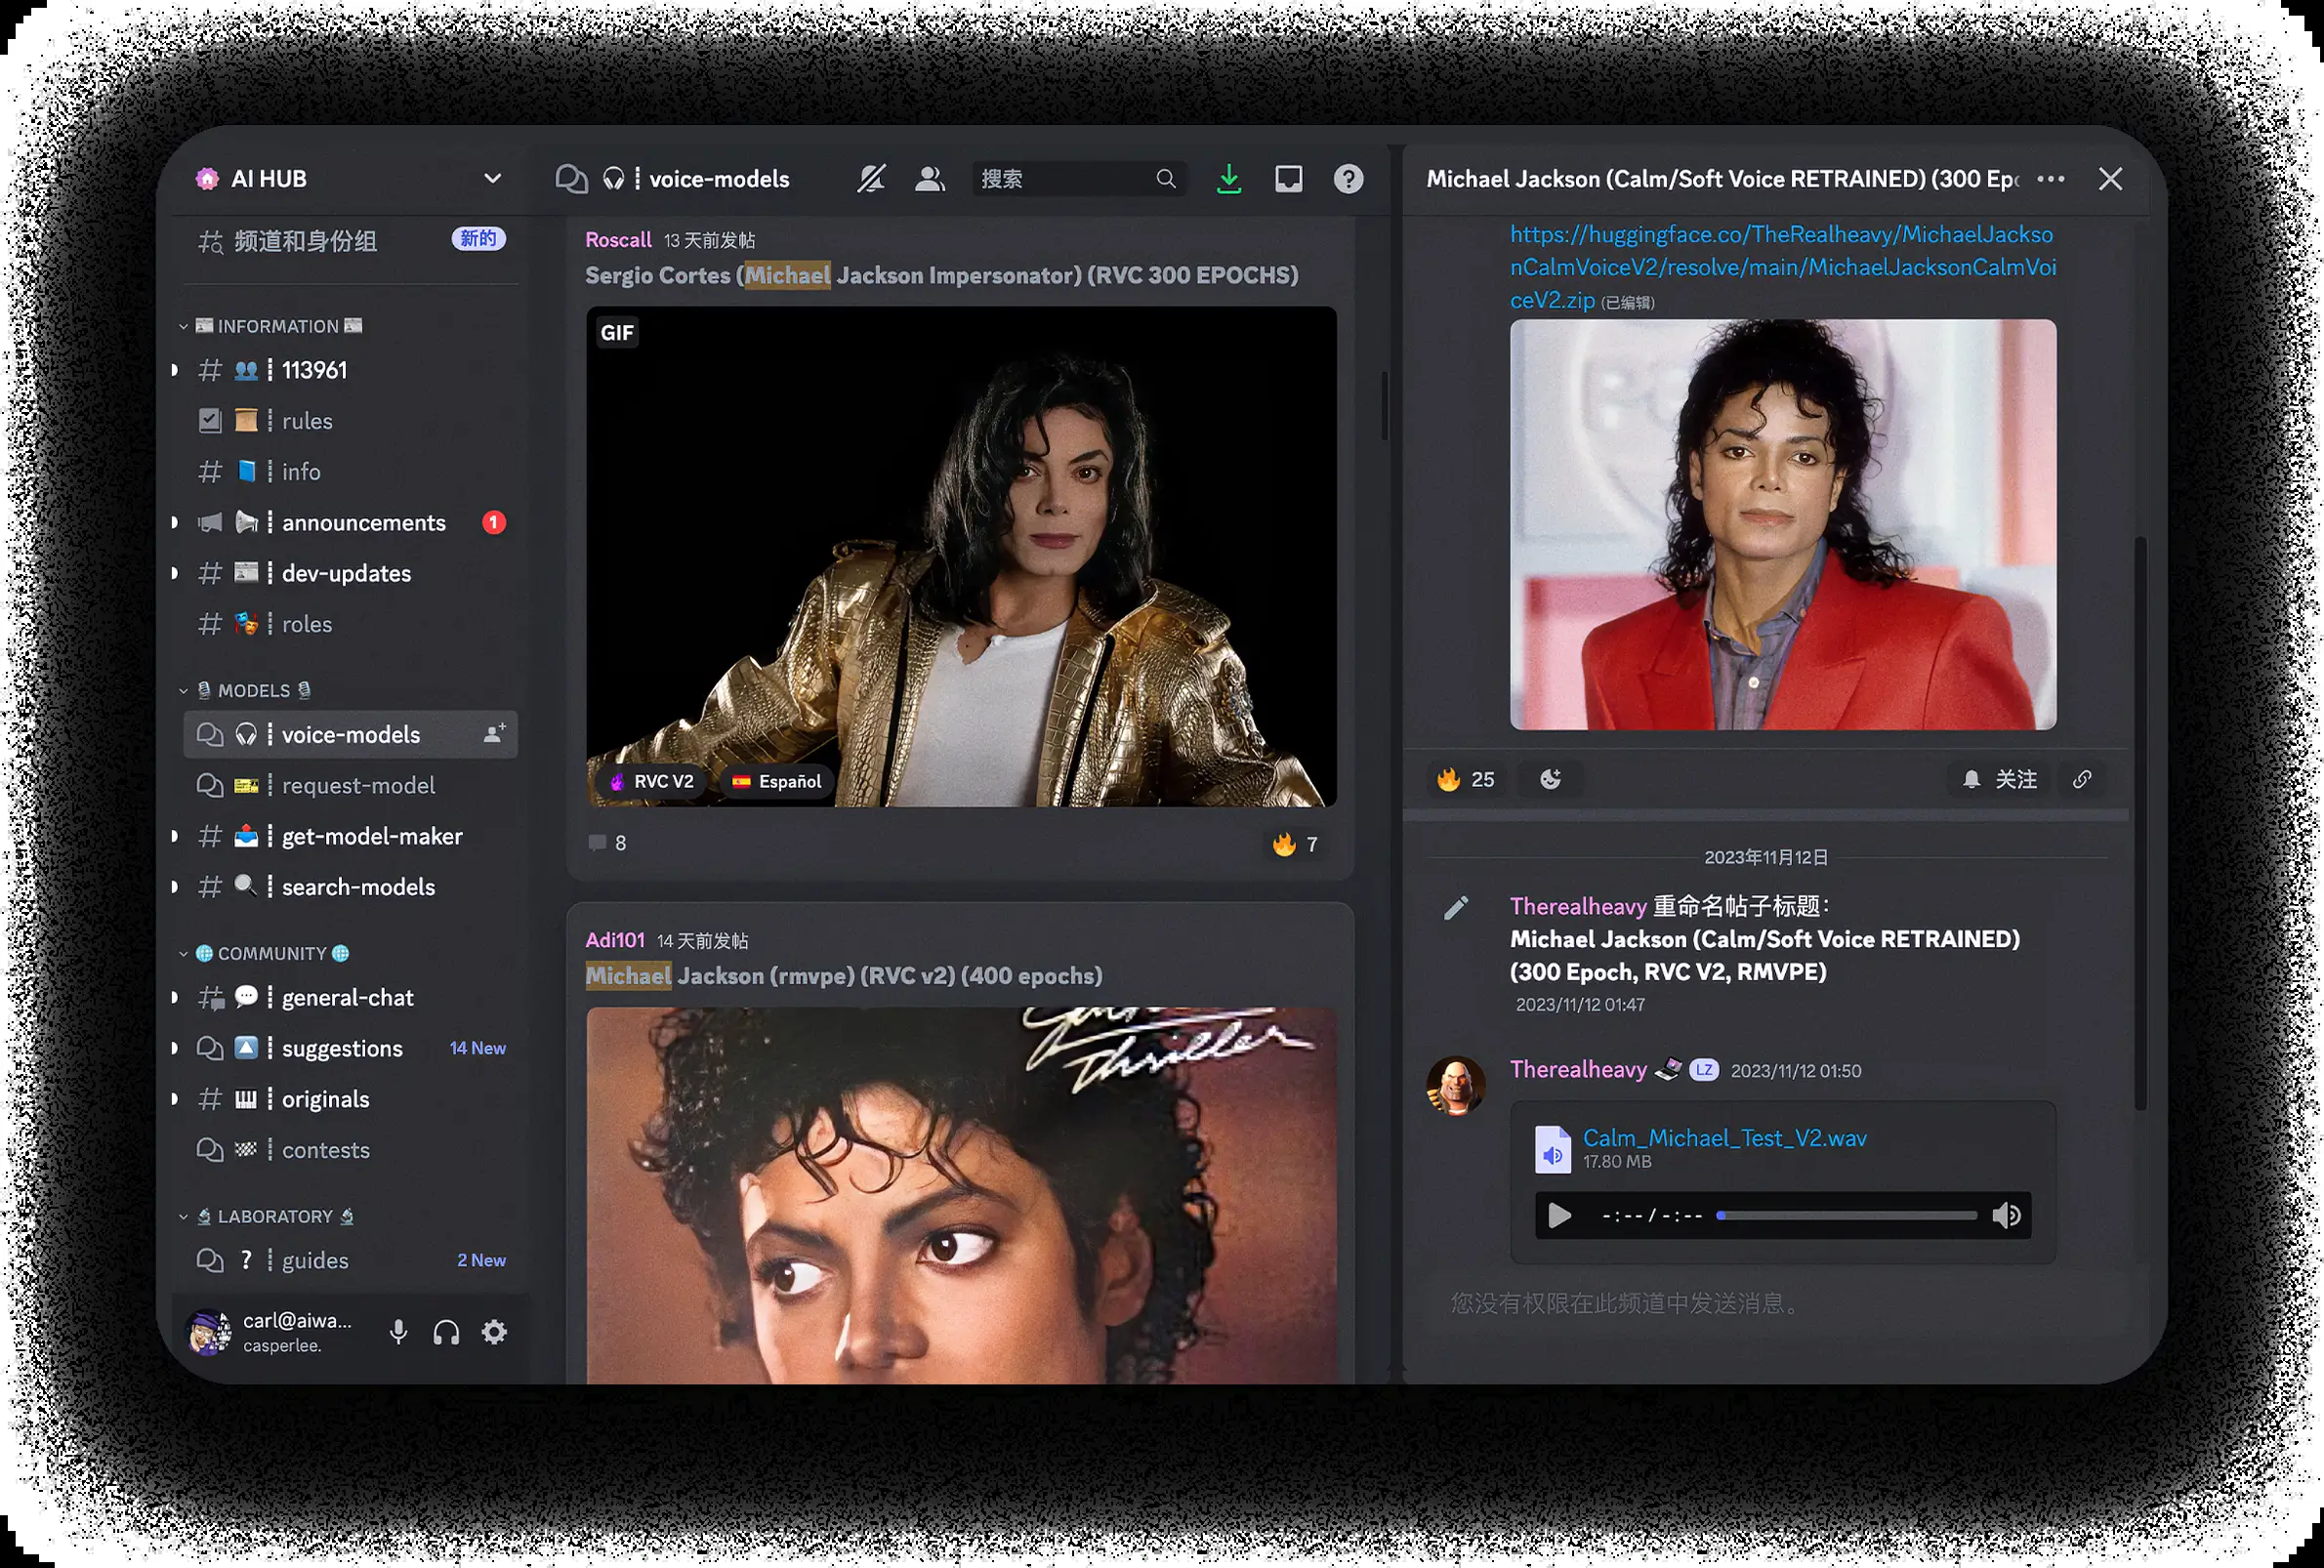 AI HUB
频道和身份组
新的
INFORMATION
113961
rules
info
announcements
1
dev-updates
roles
MODELS
voice-models
request-model
get-model-maker
search-models
COMMUNITY
general-chat
suggestions
14 New
originals
contests
LABORATORY
? guides
2 New
carl@aiwa...
casperlee.
voice-models
搜索
Roscall 13 天前发帖
Sergio Cortes (Michael Jackson Impersonator) (RVC 300 EPOCHS)
GIF
RVC V2
Español
8
7
Adi101 14 天前发帖
Michael Jackson (rmvpe) (RVC v2) (400 epochs)
Thriller
Michael Jackson (Calm/Soft Voice RETRAINED) (300 Ep
https://huggingface.co/TheRealheavy/MichaelJackso
nCalmVoiceV2/resolve/main/MichaelJacksonCalmVoi
ceV2.zip (已编辑)
25
关注
2023年11月12日
Therealheavy 重命名帖子标题：
Michael Jackson (Calm/Soft Voice RETRAINED)
(300 Epoch, RVC V2, RMVPE)
2023/11/12 01:47
Therealheavy LZ 2023/11/12 01:50
Calm_Michael_Test_V2.wav
17.80 MB
-:-- / -:--
您没有权限在此频道中发送消息。